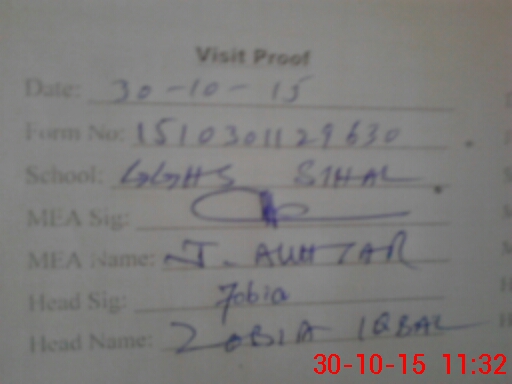 Visit Proof
Date: 30-10-15
Form No: 1510301129630
School: GGHS SIHAL
MEA Sig:
MEA Name: J. AKHTAR
Head Sig: Zobia
Head Name: ZOBIA IQBAL
30-10-15 11:32